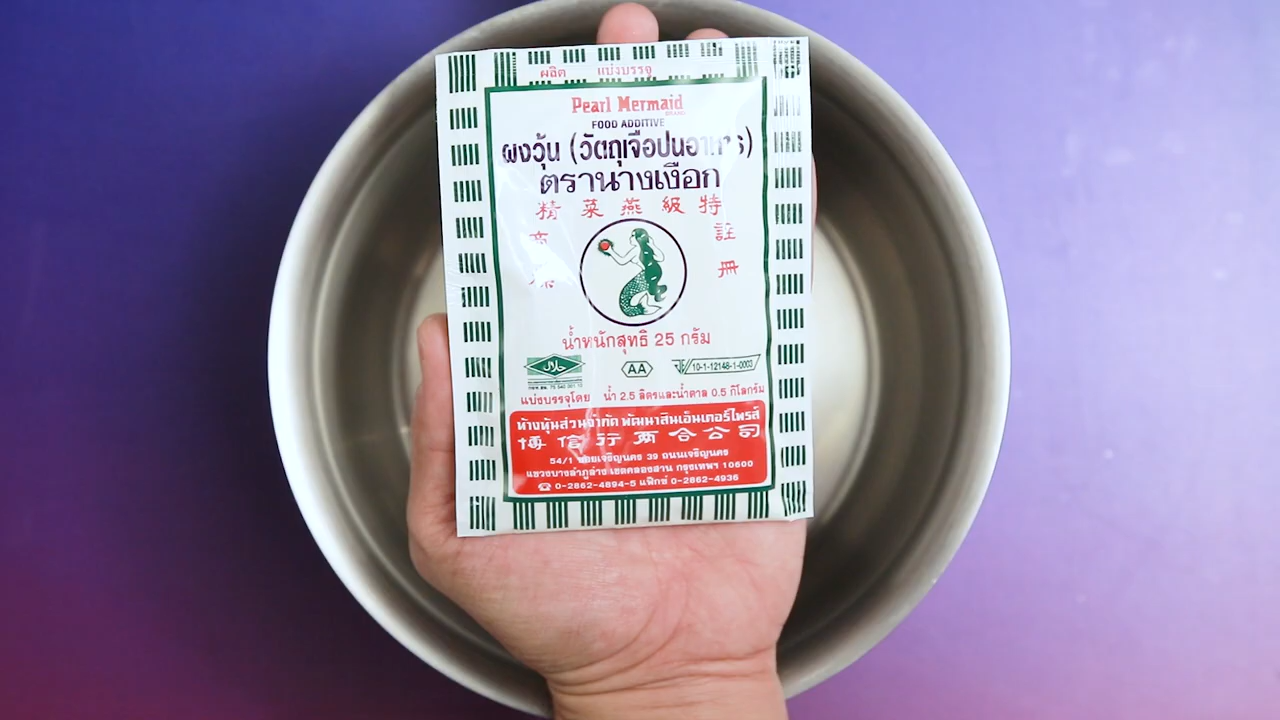 ผลิต แบ่งบรรจุ
Pearl Mermaid
BRAND
FOOD ADDITIVE
ผงวุ้น (วัตถุเจือปนอาหาร)
ตรานางเงือก
精 菜 燕 級 特
註
冊
น้ำหนักสุทธิ 25 กรัม
حلال
AA
10-1-12148-1-0003
แบ่งบรรจุโดย น้ำ 2.5 ลิตรและน้ำตาล 0.5 กิโลกรัม
ห้างหุ้นส่วนจำกัด พัฒนาสินเอ็นเตอร์ไพรส์
博 信 行 兩 合 公 司
54/1 ซอยเจริญนคร 39 ถนนเจริญนคร
แขวงบางลำภูล่าง เขตคลองสาน กรุงเทพฯ 10600
☎ 0-2862-4894-5 แฟ็กซ์ 0-2862-4936